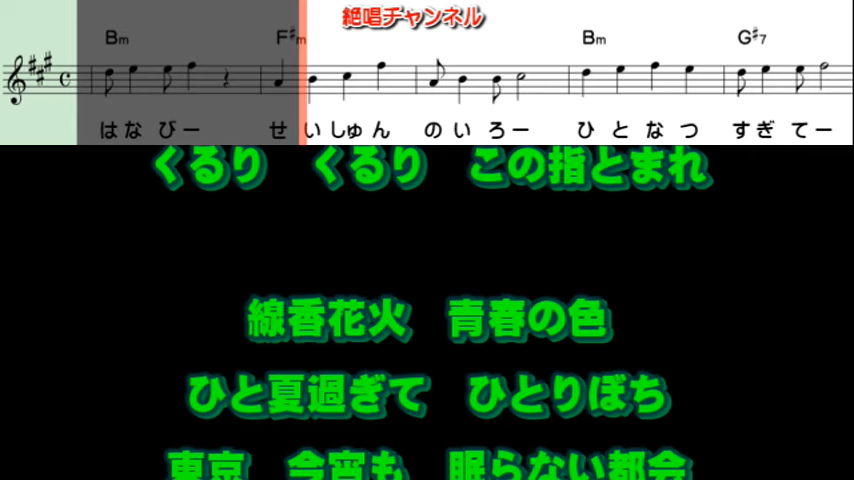 絶唱チャンネル
Bm F#m Bm G#7
はなびー せいしゅん のいろー ひとなつ すぎてー
くるり くるり この指とまれ
線香花火 青春の色
ひと夏過ぎて ひとりぼち
東京 今宵も 眠らない都会